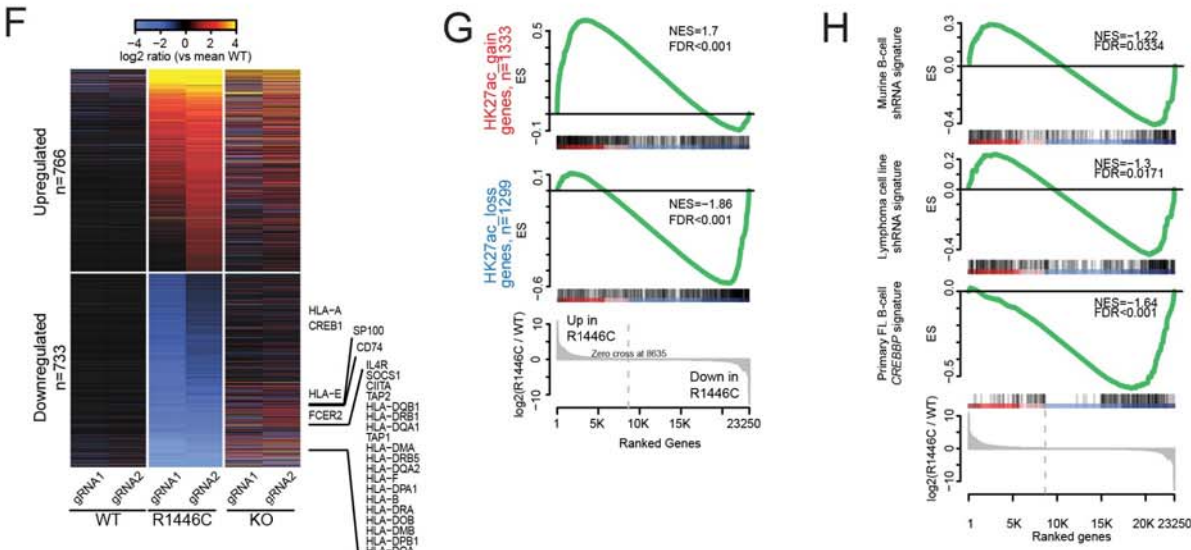 F
−4 −2 0 2 4
log2 ratio (vs mean WT)
Upregulated
n=766
Downregulated
n=733
HLA−A
CREB1
SP100
CD74
HLA−E
FCER2
IL4R
SOCS1
CIITA
TAP2
HLA−DQB1
HLA−DRB1
HLA−DQA1
TAP1
HLA−DMA
HLA−DRB5
HLA−DQA2
HLA−F
HLA−DPA1
HLA−B
HLA−DRA
HLA−DOB
HLA−DMB
HLA−DPB1
gRNA1 gRNA2 gRNA1 gRNA2 gRNA1 gRNA2
WT R1446C KO
G
HK27ac_gain
genes, n=1333
ES
0.5
−0.1
NES=1.7
FDR<0.001
HK27ac_loss
genes, n=1299
ES
0.1
−0.6
NES=−1.86
FDR<0.001
log2(R1446C / WT)
10
0
−10
Up in
R1446C
Zero cross at 8635
Down in
R1446C
1 5K 10K 15K 23250
Ranked Genes
H
Murine B-cell
shRNA signature
ES
0.3
0.0
−0.4
NES=−1.22
FDR=0.0334
Lymphoma cell line
shRNA signature
ES
0.2
0.0
−0.4
NES=−1.3
FDR=0.0171
Primary FL B-cell
CREBBP signature
ES
0.0
−0.5
NES=−1.64
FDR<0.001
log2(R1446C / WT)
10
0
−10
1 5K 10K 15K 20K 23250
Ranked genes